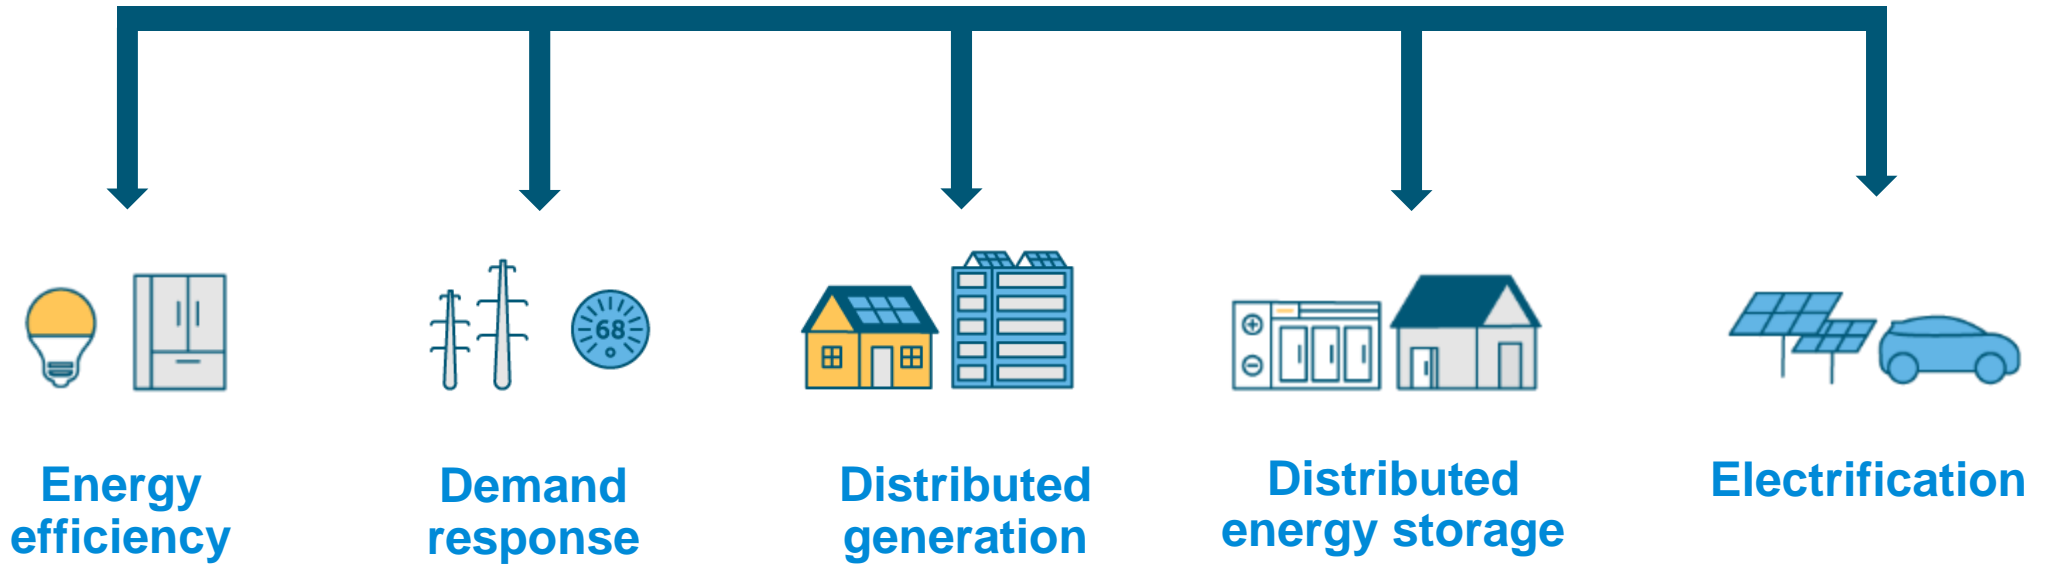 68
Energy
efficiency
Demand
response
Distributed
generation
Distributed
energy storage
Electrification